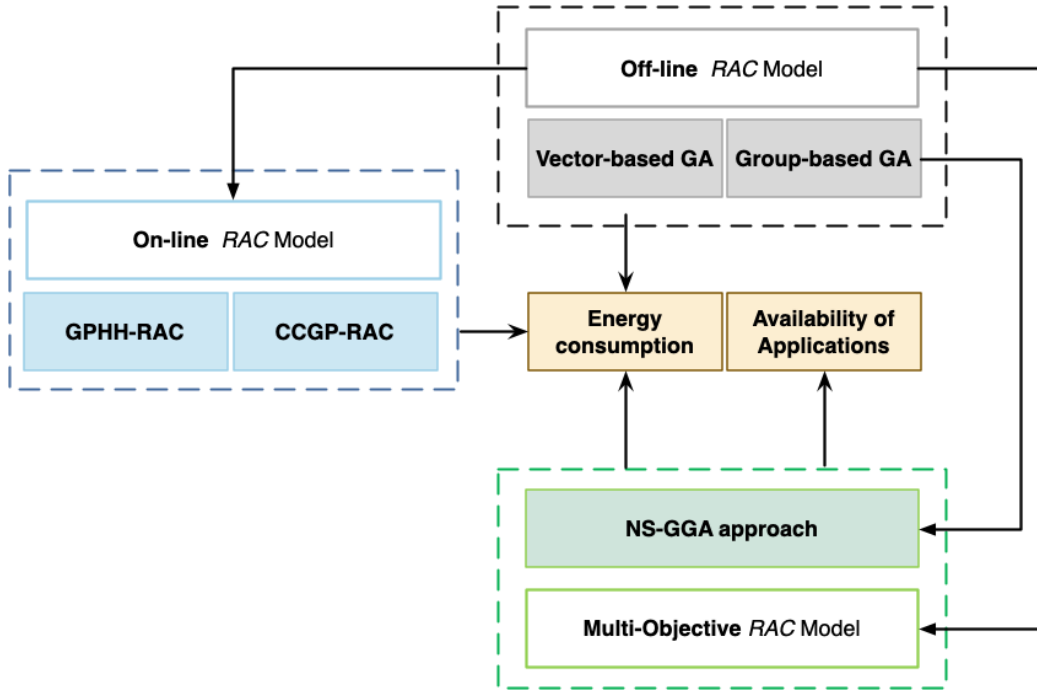 Off-line RAC Model
Vector-based GA
Group-based GA
On-line RAC Model
GPHH-RAC
CCGP-RAC
Energy
consumption
Availability of
Applications
NS-GGA approach
Multi-Objective RAC Model